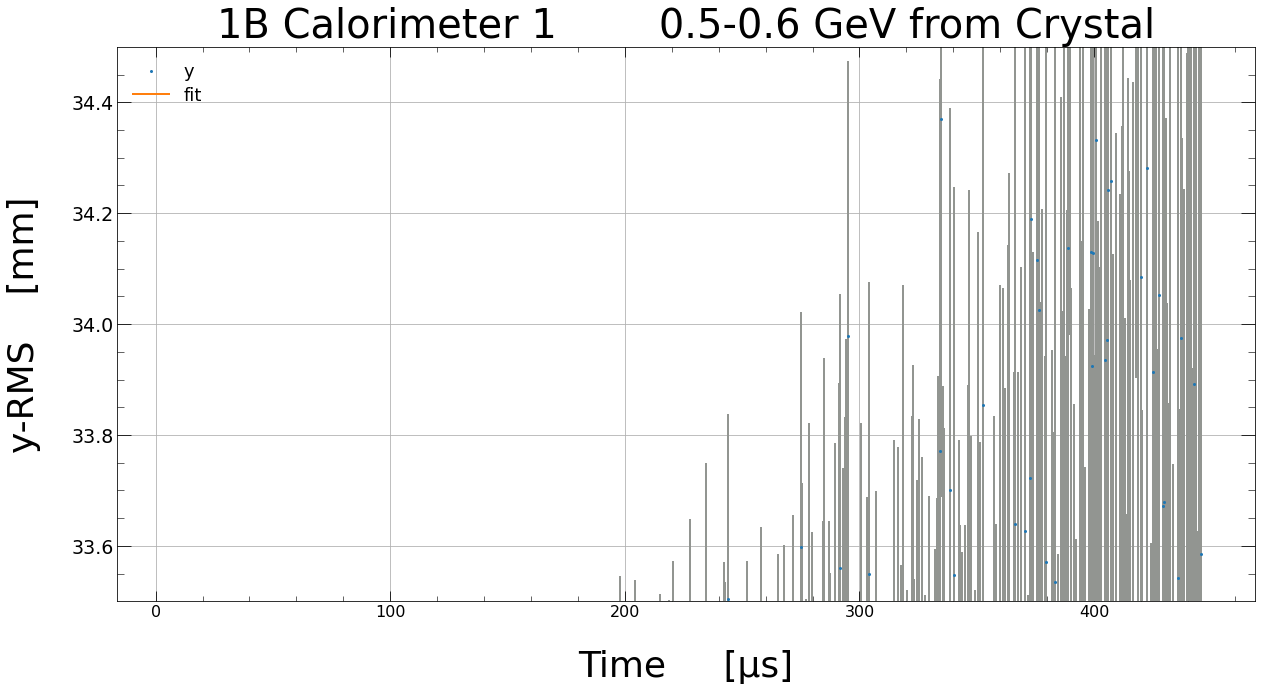 1B Calorimeter 1 0.5-0.6 GeV from Crystal
y
fit
34.4
34.2
34.0
33.8
33.6
y-RMS [mm]
0 100 200 300 400
Time [μs]